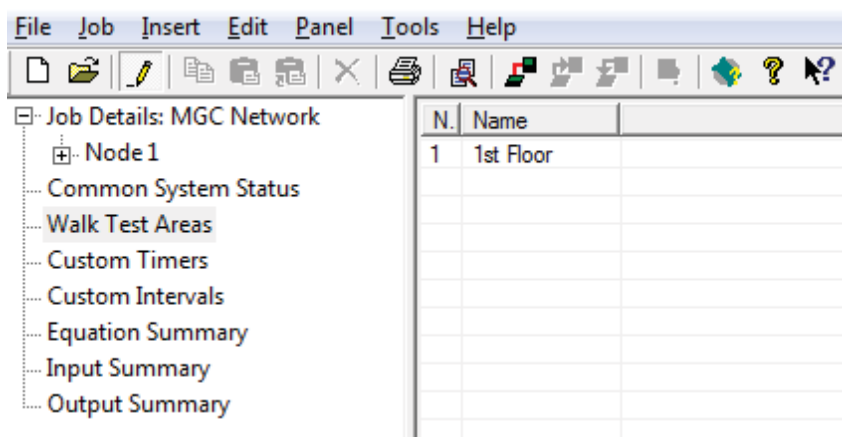 File Job Insert Edit Panel Tools Help
Job Details: MGC Network
Node 1
Common System Status
Walk Test Areas
Custom Timers
Custom Intervals
Equation Summary
Input Summary
Output Summary
N. Name
1 1st Floor